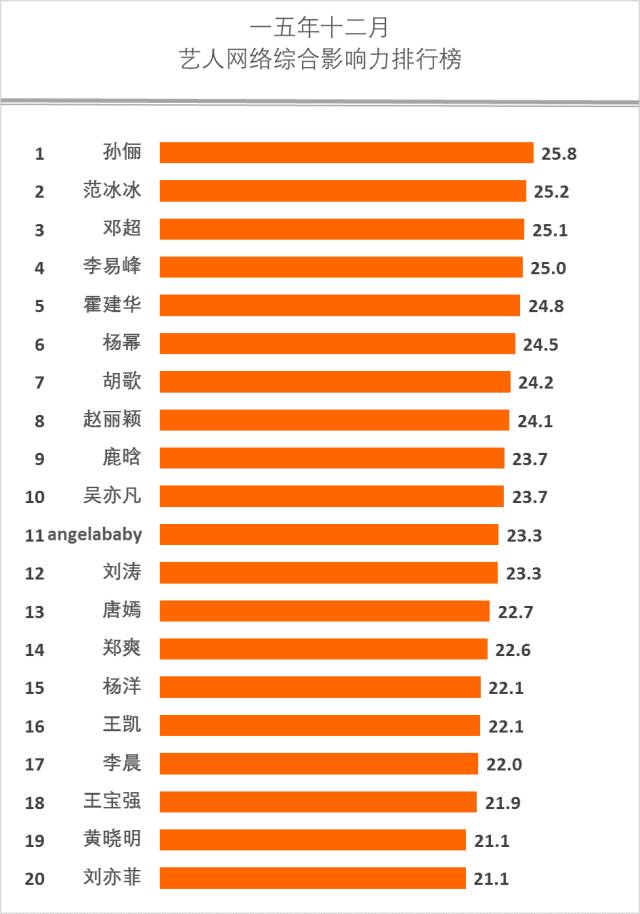 一五年十二月
艺人网络综合影响力排行榜
1 孙俪 25.8
2 范冰冰 25.2
3 邓超 25.1
4 李易峰 25.0
5 霍建华 24.8
6 杨幂 24.5
7 胡歌 24.2
8 赵丽颖 24.1
9 鹿晗 23.7
10 吴亦凡 23.7
11 angelababy 23.3
12 刘涛 23.3
13 唐嫣 22.7
14 郑爽 22.6
15 杨洋 22.1
16 王凯 22.1
17 李晨 22.0
18 王宝强 21.9
19 黄晓明 21.1
20 刘亦菲 21.1